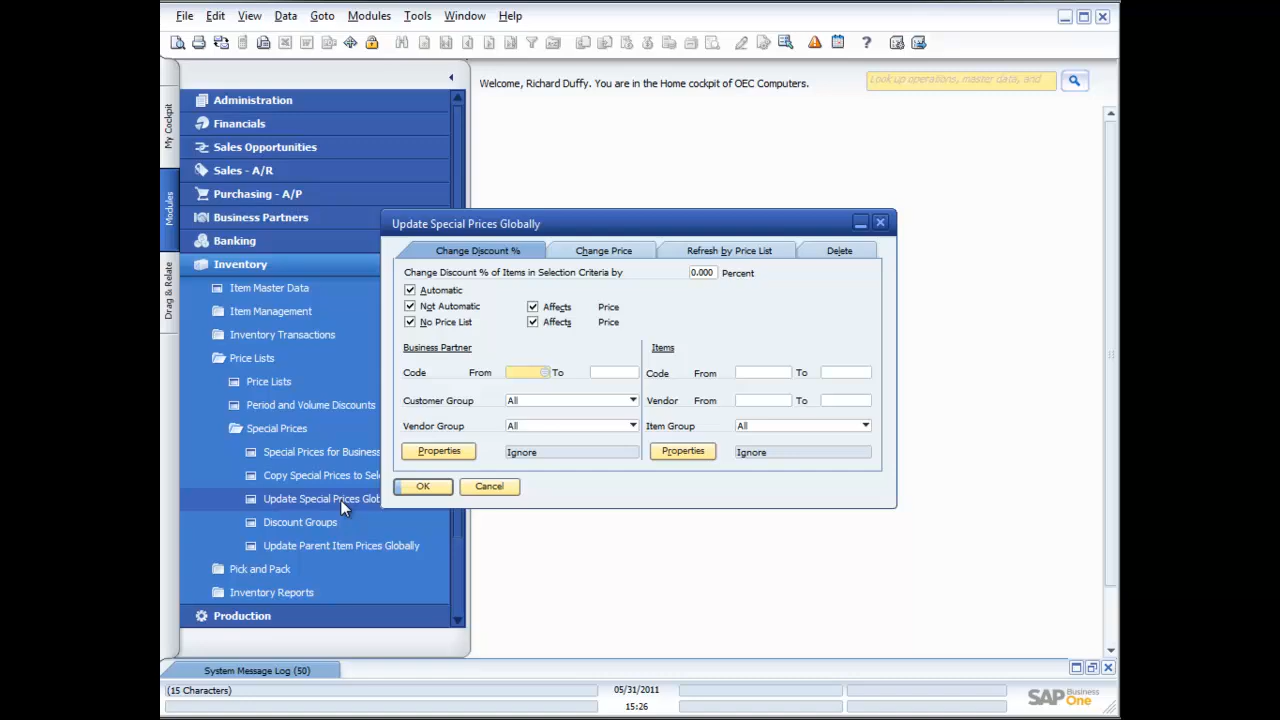 File Edit View Data Goto Modules Tools Window Help
Welcome, Richard Duffy. You are in the Home cockpit of OEC Computers.
Look up operations, master data, and
My Cockpit
Modules
Drag & Relate
Administration
Financials
Sales Opportunities
Sales - A/R
Purchasing - A/P
Business Partners
Banking
Inventory
Item Master Data
Item Management
Inventory Transactions
Price Lists
Price Lists
Period and Volume Discounts
Special Prices
Special Prices for Business
Copy Special Prices to Sel
Update Special Prices Glob
Discount Groups
Update Parent Item Prices Globally
Pick and Pack
Inventory Reports
Production
Update Special Prices Globally
Change Discount % Change Price Refresh by Price List Delete
Change Discount % of Items in Selection Criteria by 0.000 Percent
Automatic
Not Automatic Affects Price
No Price List Affects Price
Business Partner Items
Code From To Code From To
Customer Group All Vendor From To
Vendor Group All Item Group All
Properties Ignore Properties Ignore
OK Cancel
System Message Log (50)
(15 Characters) 05/31/2011
15:26
SAP Business One